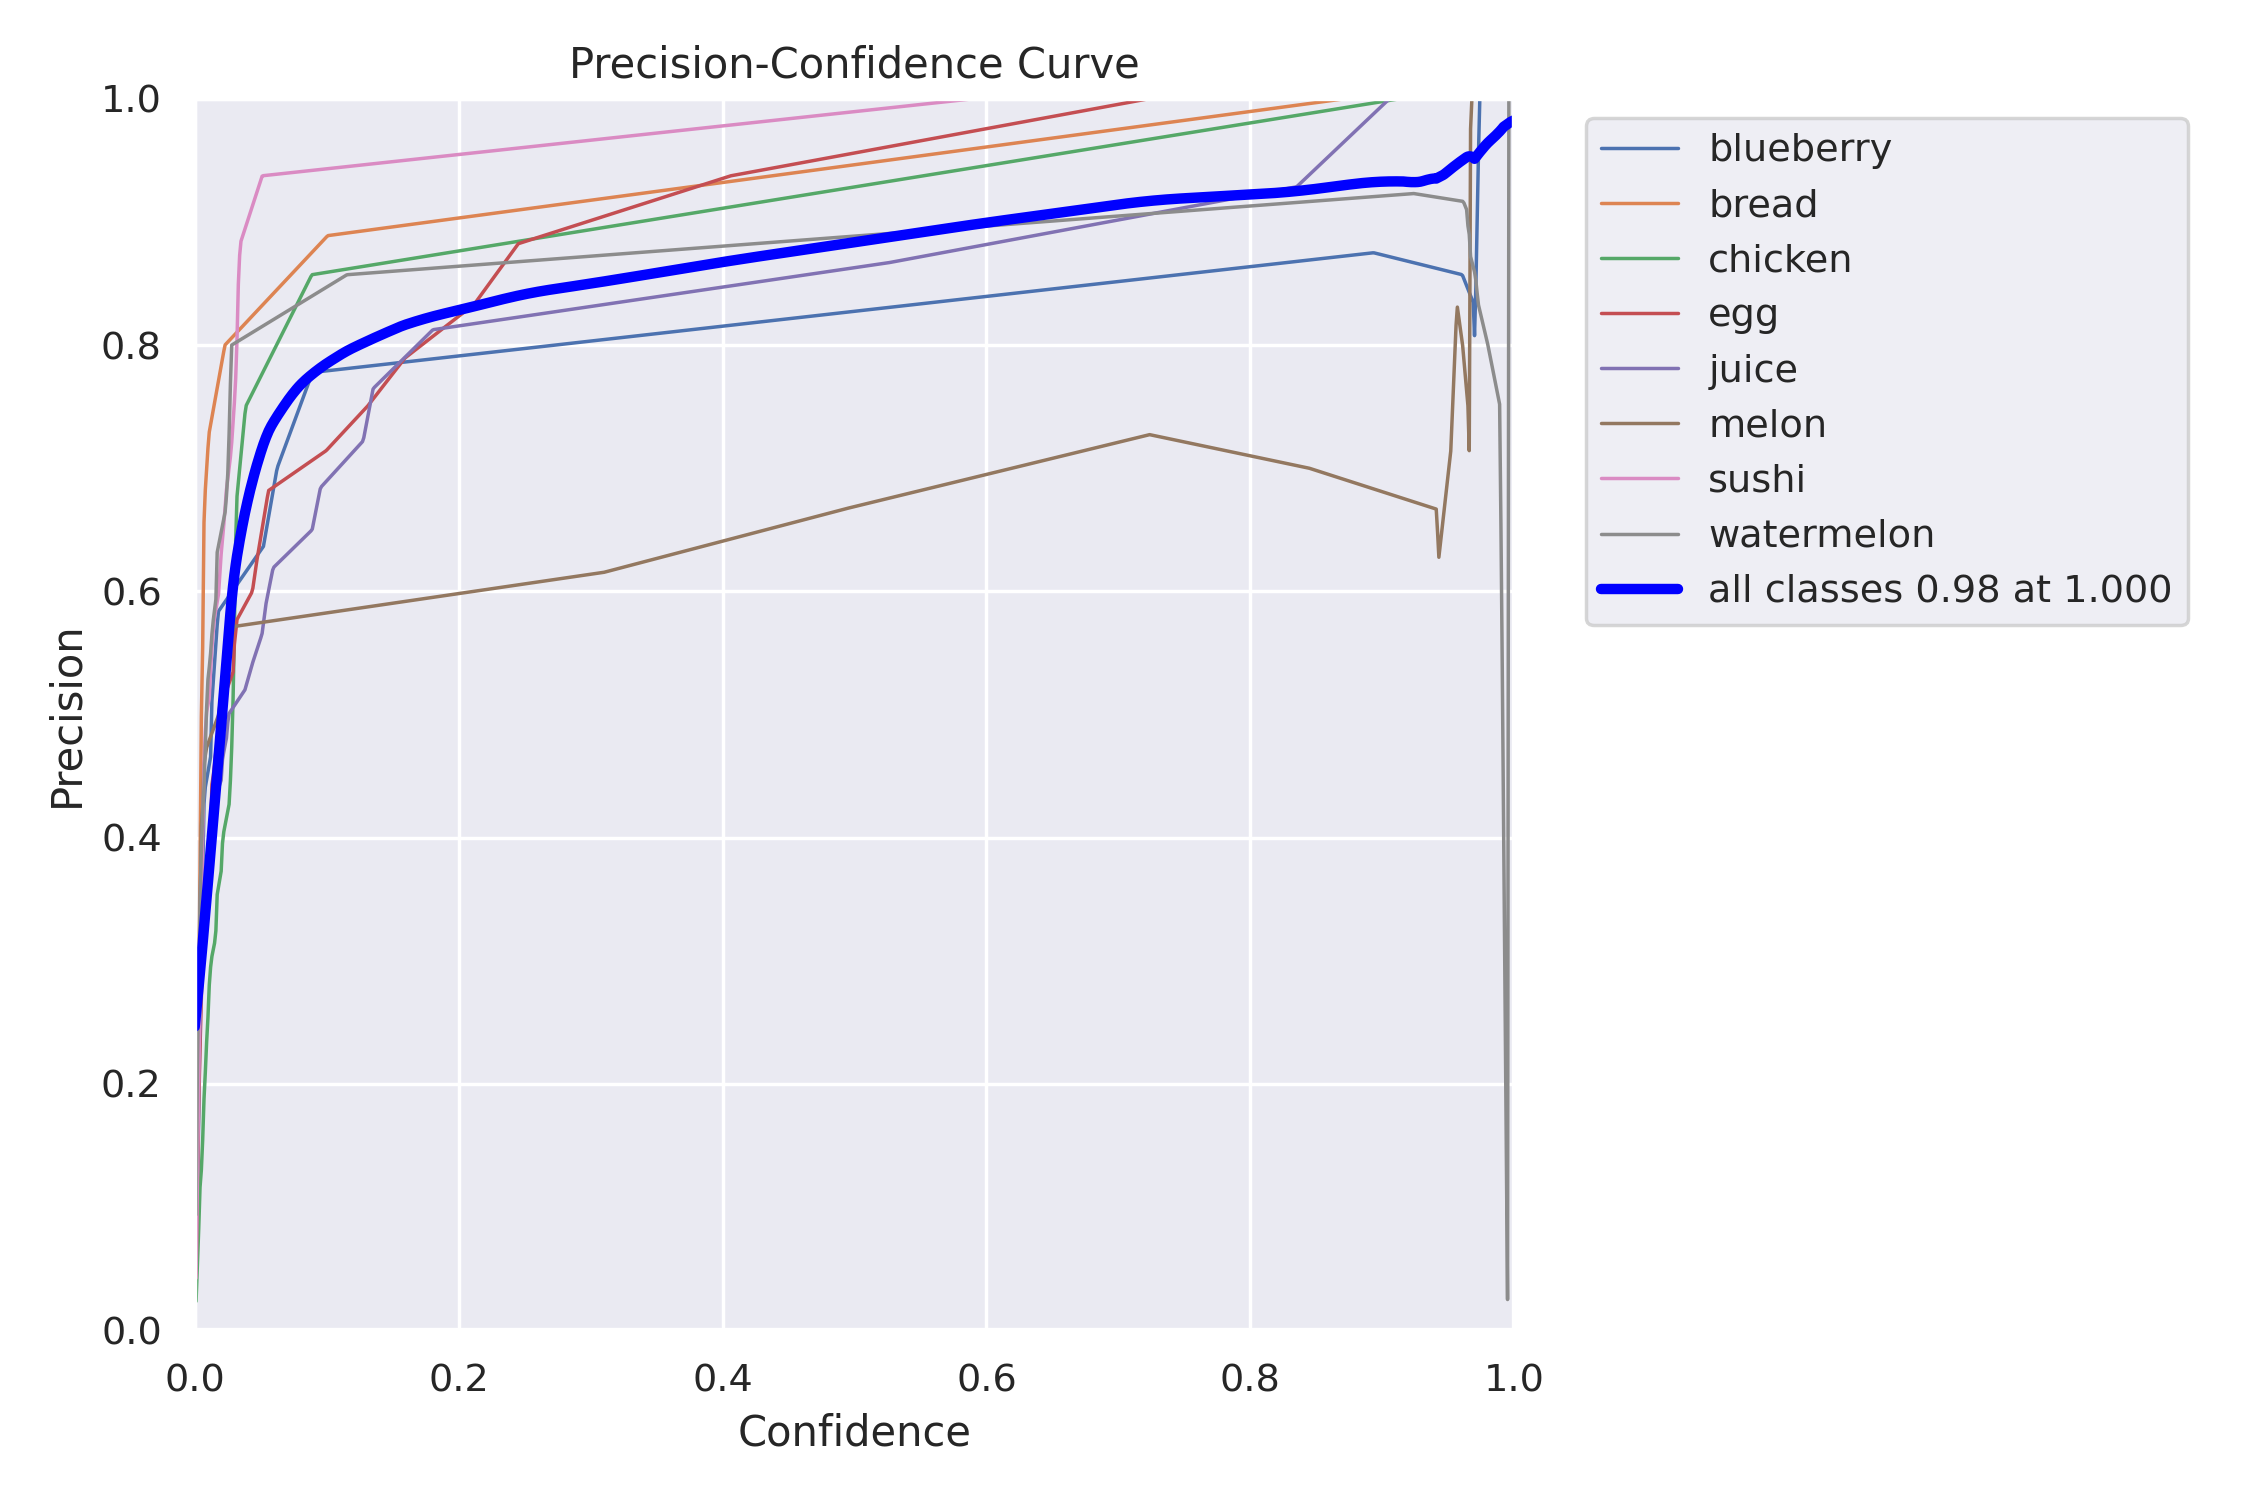 Precision-Confidence Curve
1.0
0.8
0.6
0.4
0.2
0.0
Precision
0.0 0.2 0.4 0.6 0.8 1.0
Confidence
blueberry
bread
chicken
egg
juice
melon
sushi
watermelon
all classes 0.98 at 1.000